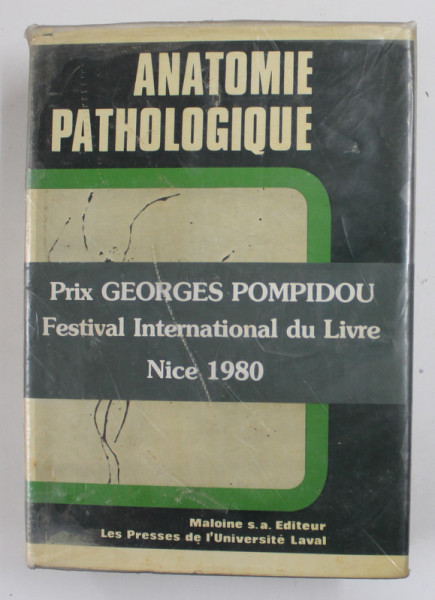 ANATOMIE
PATHOLOGIQUE
Prix GEORGES POMPIDOU
Festival International du Livre
Nice 1980
Maloine s.a. Editeur
Les Presses de l'Université Laval